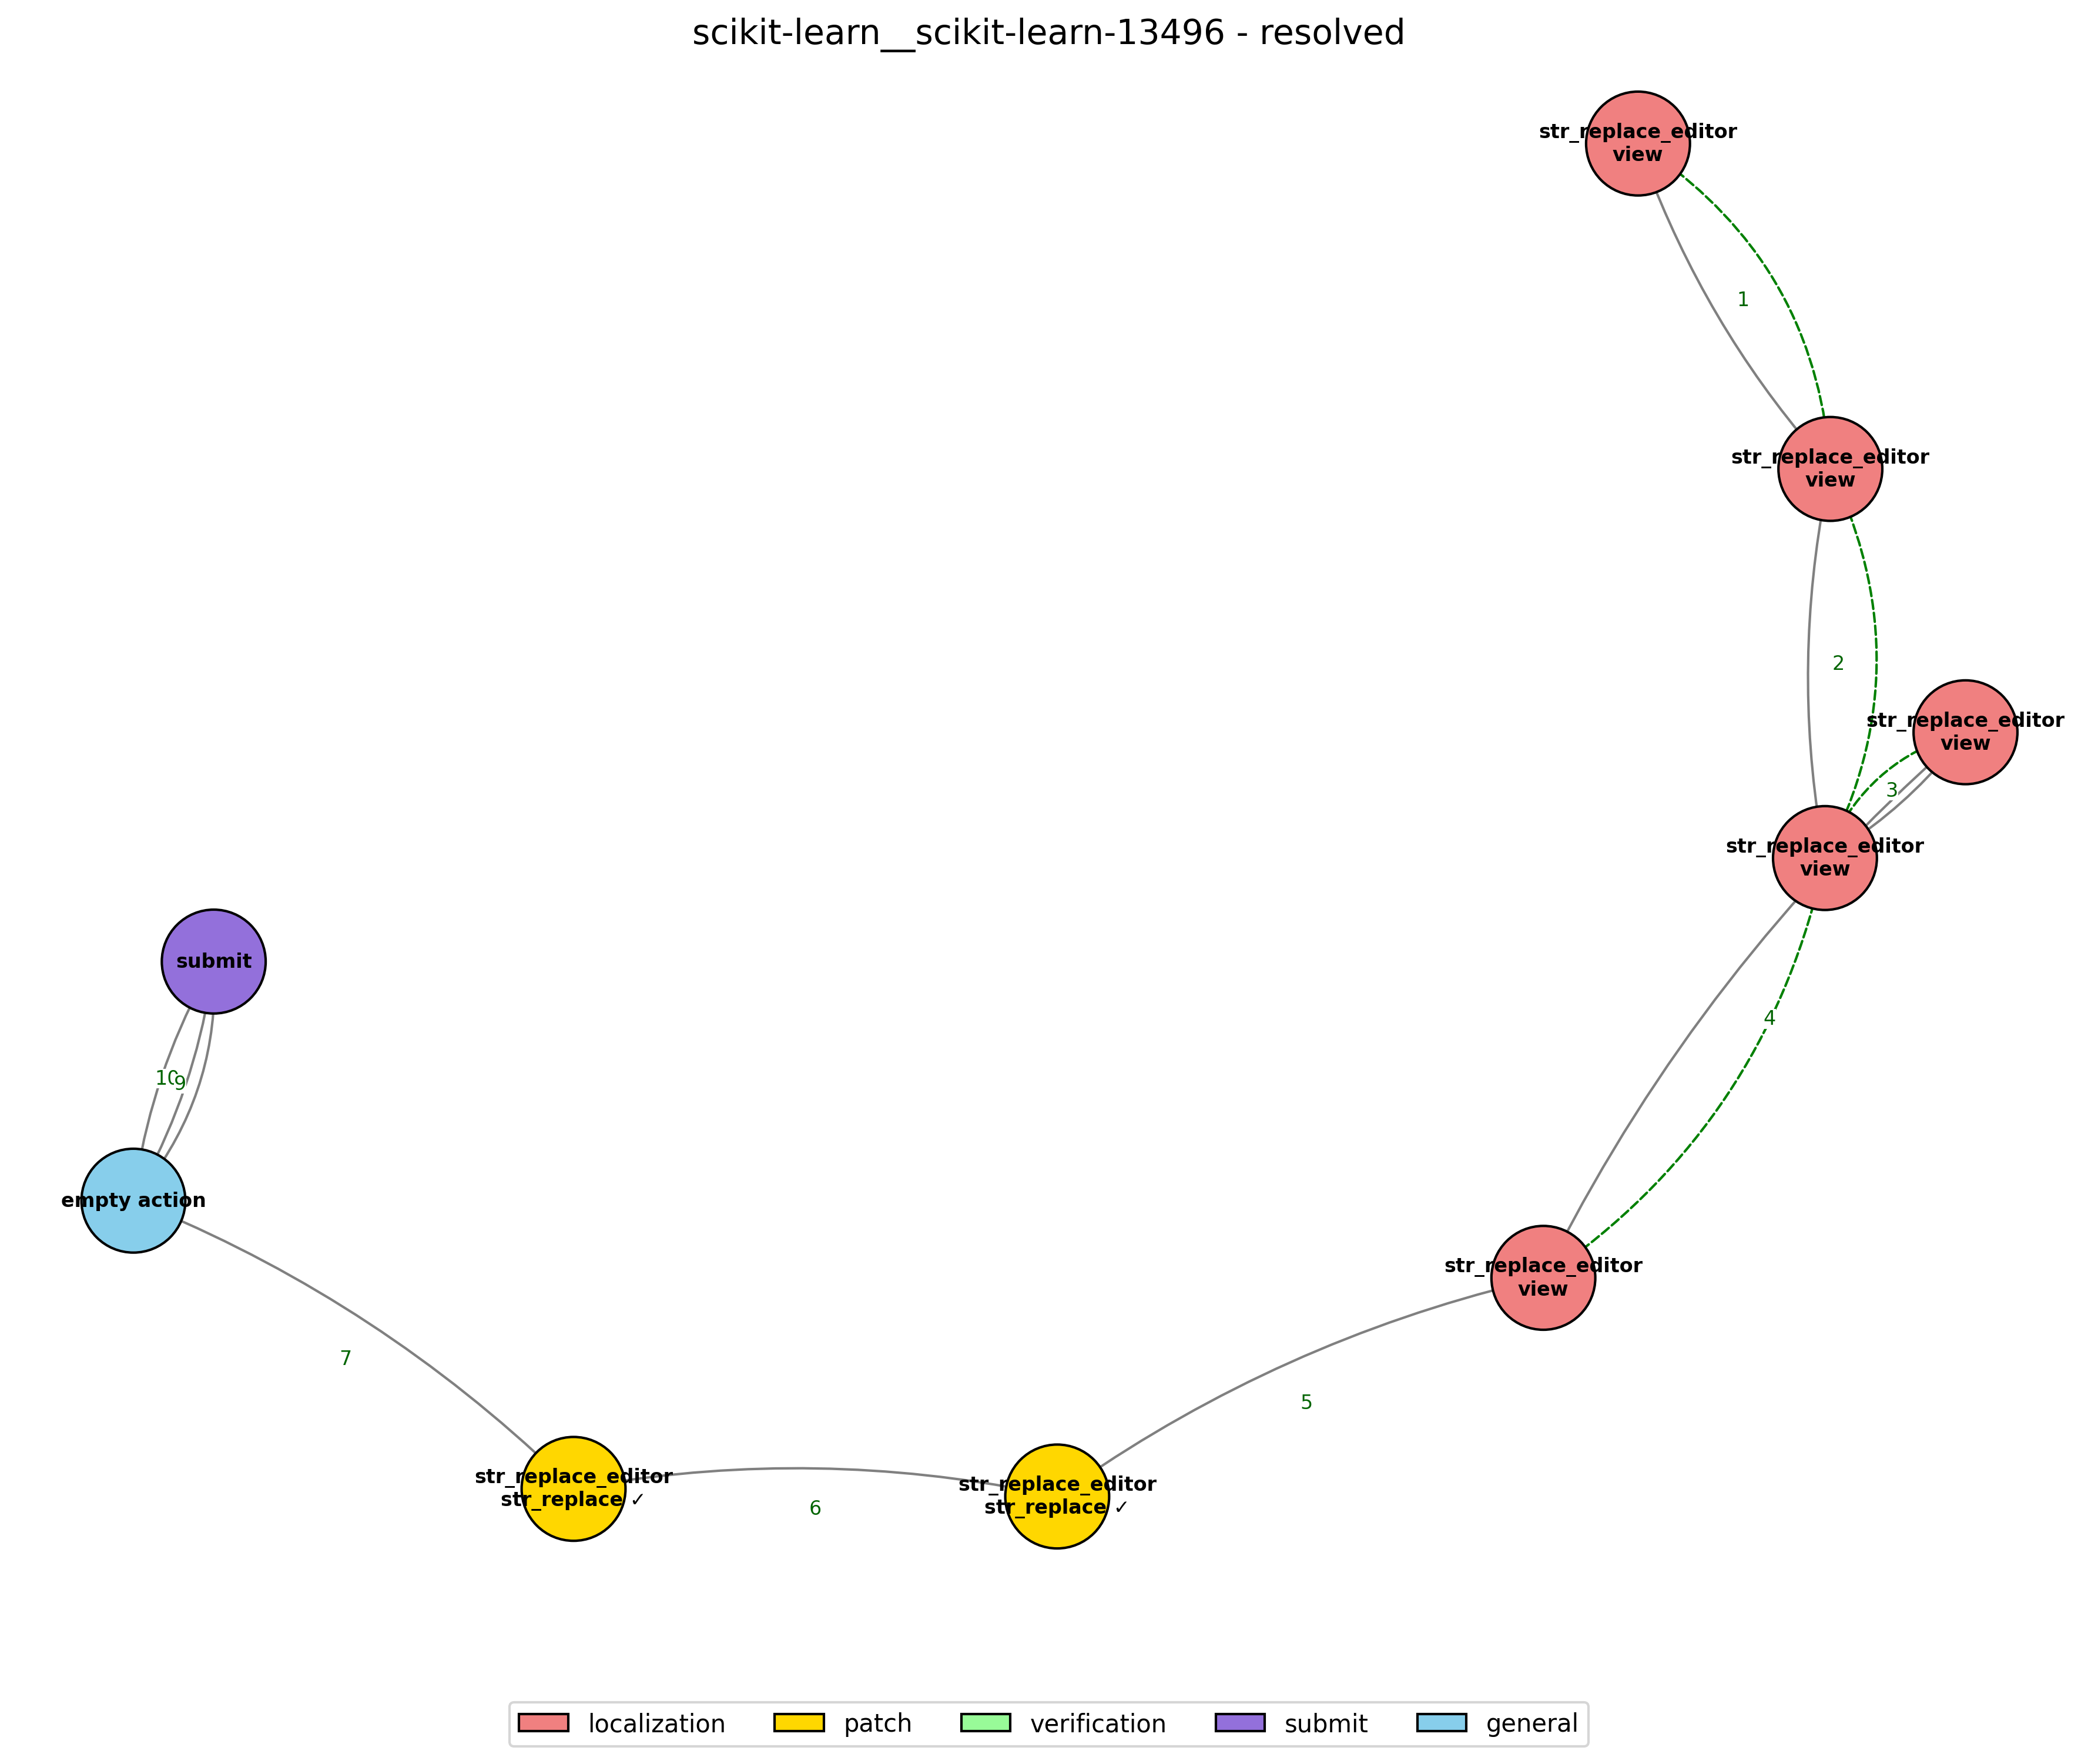 scikit-learn__scikit-learn-13496 - resolved
str_replace_editor
view
1
str_replace_editor
view
2
str_replace_editor
view
3
str_replace_editor
view
submit
4
10
9
empty action
str_replace_editor
view
7
5
str_replace_editor
str_replace ✓
6
str_replace_editor
str_replace ✓
localization
patch
verification
submit
general